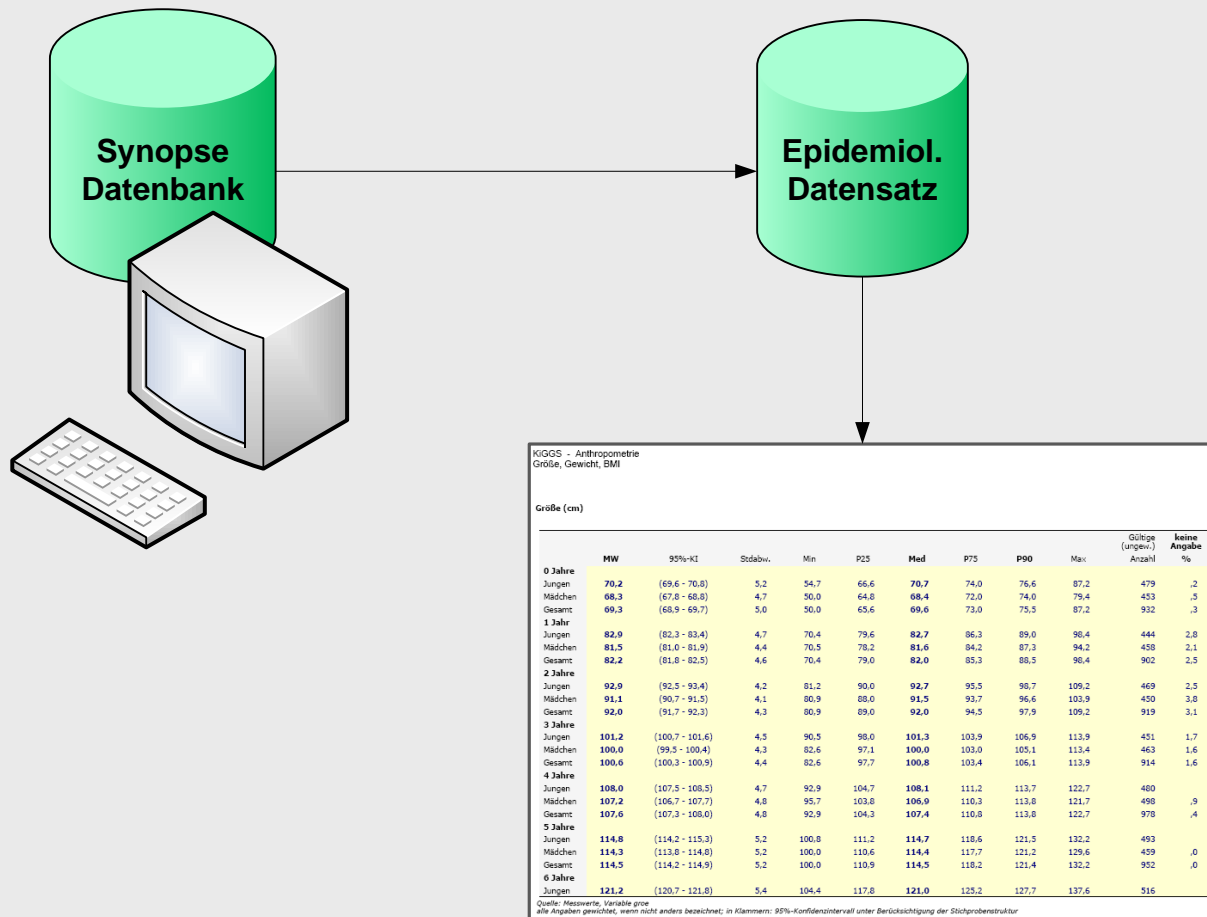 Synopse
Datenbank
Epidemiol.
Datensatz
KiGGS - Anthropometrie
Größe, Gewicht, BMI
Größe (cm)
MW 95%-KI Stdabw. Min P25 Med P75 P90 Max Gültige (ungew.) Anzahl keine Angabe %
0 Jahre
Jungen 70,2 (69,6 - 70,8) 5,2 54,7 66,6 70,7 74,0 76,6 87,2 479 ,2
Mädchen 68,3 (67,8 - 68,8) 4,7 50,0 64,8 68,4 72,0 74,0 79,4 453 ,5
Gesamt 69,3 (68,9 - 69,7) 5,0 50,0 65,6 69,6 73,0 75,5 87,2 932 ,3
1 Jahr
Jungen 82,9 (82,3 - 83,4) 4,7 70,4 79,6 82,7 86,3 89,0 98,4 444 2,8
Mädchen 81,5 (81,0 - 81,9) 4,4 70,5 78,2 81,6 84,2 87,3 94,2 458 2,1
Gesamt 82,2 (81,8 - 82,5) 4,6 70,4 79,0 82,0 85,3 88,5 98,4 902 2,5
2 Jahre
Jungen 92,9 (92,5 - 93,4) 4,2 81,2 90,0 92,7 95,5 98,7 109,2 469 2,5
Mädchen 91,1 (90,7 - 91,5) 4,1 80,9 88,0 91,5 93,7 96,6 103,9 450 3,8
Gesamt 92,0 (91,7 - 92,3) 4,3 80,9 89,0 92,0 94,5 97,9 109,2 919 3,1
3 Jahre
Jungen 101,2 (100,7 - 101,6) 4,5 90,5 98,0 101,3 103,9 106,9 113,9 451 1,7
Mädchen 100,0 (99,5 - 100,4) 4,3 82,6 97,1 100,0 103,0 105,1 113,4 463 1,6
Gesamt 100,6 (100,3 - 100,9) 4,4 82,6 97,7 100,8 103,4 106,1 113,9 914 1,6
4 Jahre
Jungen 108,0 (107,5 - 108,5) 4,7 92,9 104,7 108,1 111,2 113,7 122,7 480
Mädchen 107,2 (106,7 - 107,7) 4,8 95,7 103,8 106,9 110,3 113,8 121,7 498 ,9
Gesamt 107,6 (107,3 - 108,0) 4,8 92,9 104,3 107,4 110,8 113,8 122,7 978 ,4
5 Jahre
Jungen 114,8 (114,2 - 115,3) 5,2 100,8 111,2 114,7 118,6 121,5 132,2 493
Mädchen 114,3 (113,8 - 114,8) 5,2 100,0 110,6 114,4 117,7 121,2 129,6 459 ,0
Gesamt 114,5 (114,2 - 114,9) 5,2 100,0 110,9 114,5 118,2 121,4 132,2 952 ,0
6 Jahre
Jungen 121,2 (120,7 - 121,8) 5,4 104,4 117,8 121,0 125,2 127,7 137,6 516
Quelle: Messwerte, Variable groe
alle Angaben gewichtet, wenn nicht anders bezeichnet; in Klammern: 95%-Konfidenzintervall unter Berücksichtigung der Stichprobenstruktur